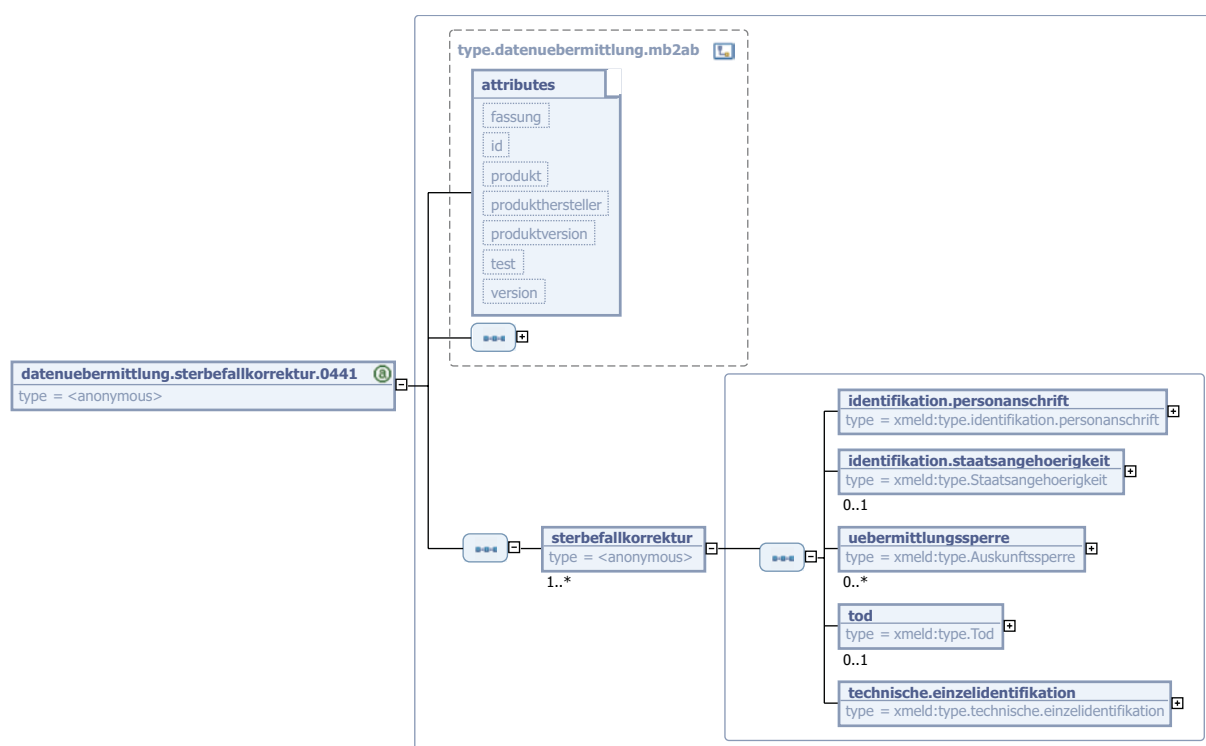 type.datenuebermittlung.mb2ab
attributes
fassung
id
produkt
produkthersteller
produktversion
test
version
datenuebermittlung.sterbefallkorrektur.0441
type = <anonymous>
sterbefallkorrektur
type = <anonymous>
1..*
identifikation.personanschrift
type = xmeld:type.identifikation.personanschrift
identifikation.staatsangehoerigkeit
type = xmeld:type.Staatsangehoerigkeit
0..1
uebermittlungssperre
type = xmeld:type.Auskunftssperre
0..*
tod
type = xmeld:type.Tod
0..1
technische.einzelidentifikation
type = xmeld:type.technische.einzelidentifikation